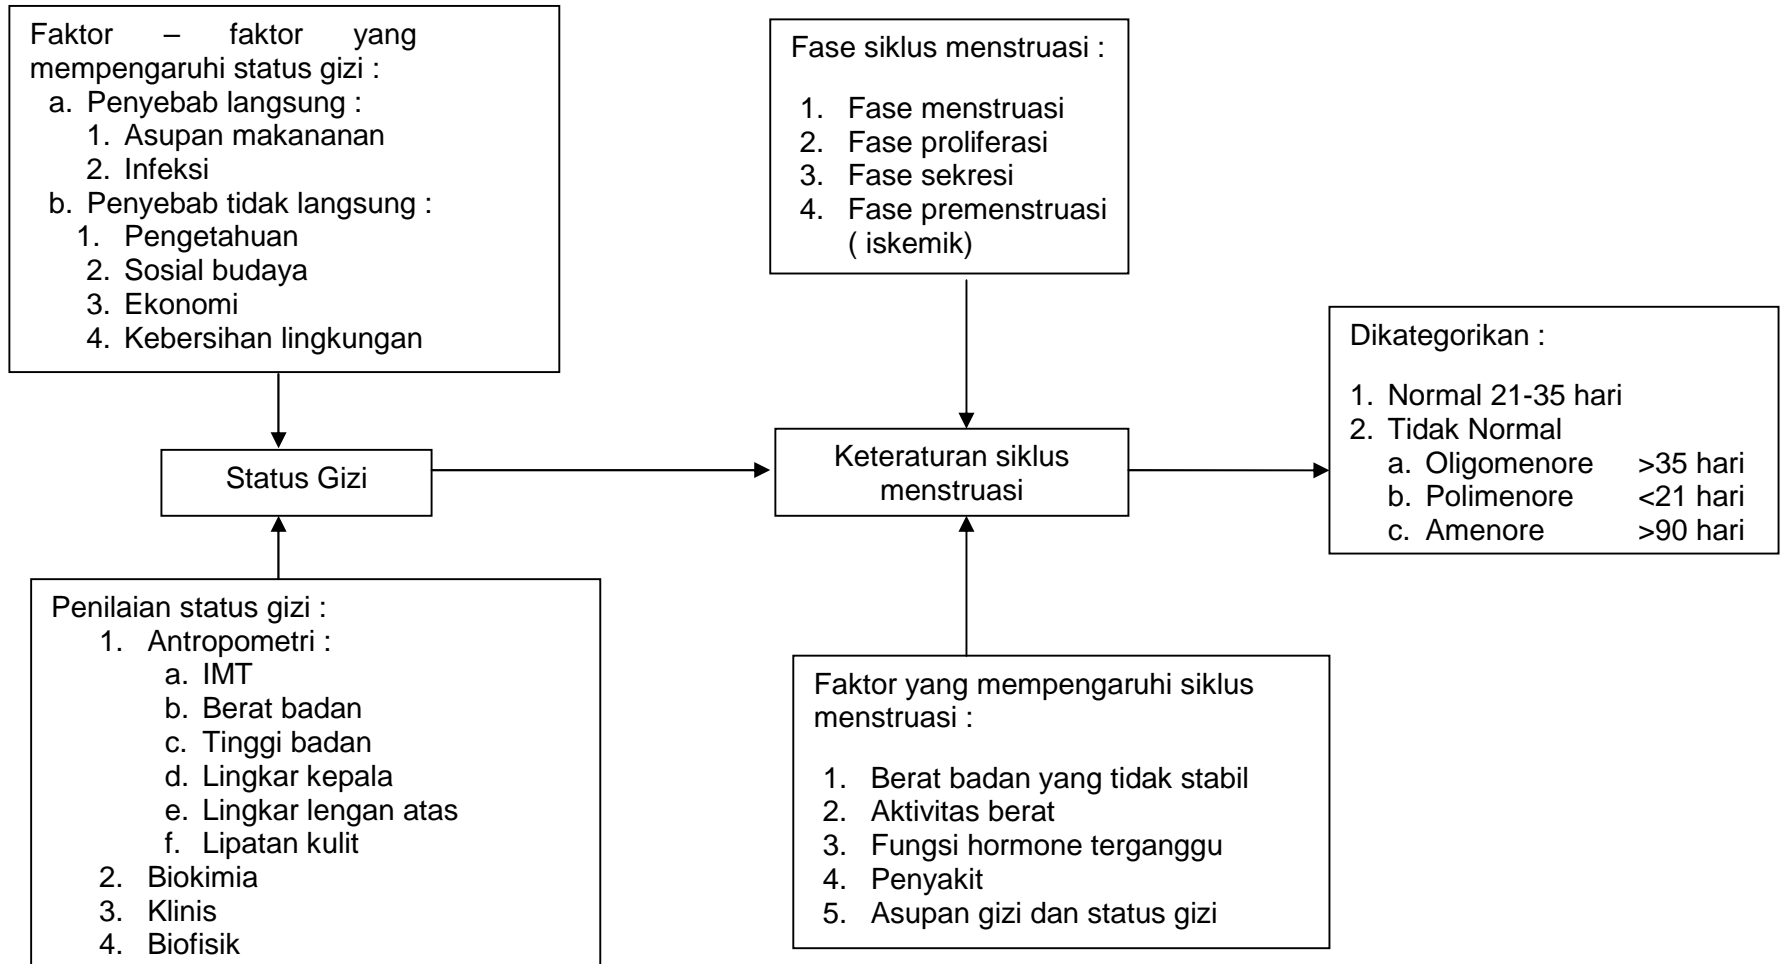 Faktor – faktor yang
mempengaruhi status gizi :
a. Penyebab langsung :
1. Asupan makananan
2. Infeksi
b. Penyebab tidak langsung :
1. Pengetahuan
2. Sosial budaya
3. Ekonomi
4. Kebersihan lingkungan
Fase siklus menstruasi :
1. Fase menstruasi
2. Fase proliferasi
3. Fase sekresi
4. Fase premenstruasi
( iskemik)
Status Gizi
Keteraturan siklus
menstruasi
Dikategorikan :
1. Normal 21-35 hari
2. Tidak Normal
a. Oligomenore >35 hari
b. Polimenore <21 hari
c. Amenore >90 hari
Penilaian status gizi :
1. Antropometri :
a. IMT
b. Berat badan
c. Tinggi badan
d. Lingkar kepala
e. Lingkar lengan atas
f. Lipatan kulit
2. Biokimia
3. Klinis
4. Biofisik
Faktor yang mempengaruhi siklus
menstruasi :
1. Berat badan yang tidak stabil
2. Aktivitas berat
3. Fungsi hormone terganggu
4. Penyakit
5. Asupan gizi dan status gizi